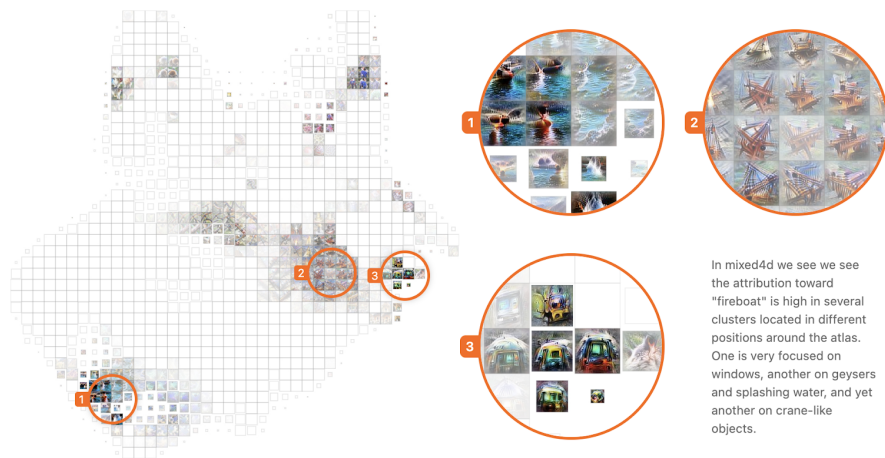 1
2
3
1
2
3
In mixed4d we see we see
the attribution toward
"fireboat" is high in several
clusters located in different
positions around the atlas.
One is very focused on
windows, another on geysers
and splashing water, and yet
another on crane-like
objects.